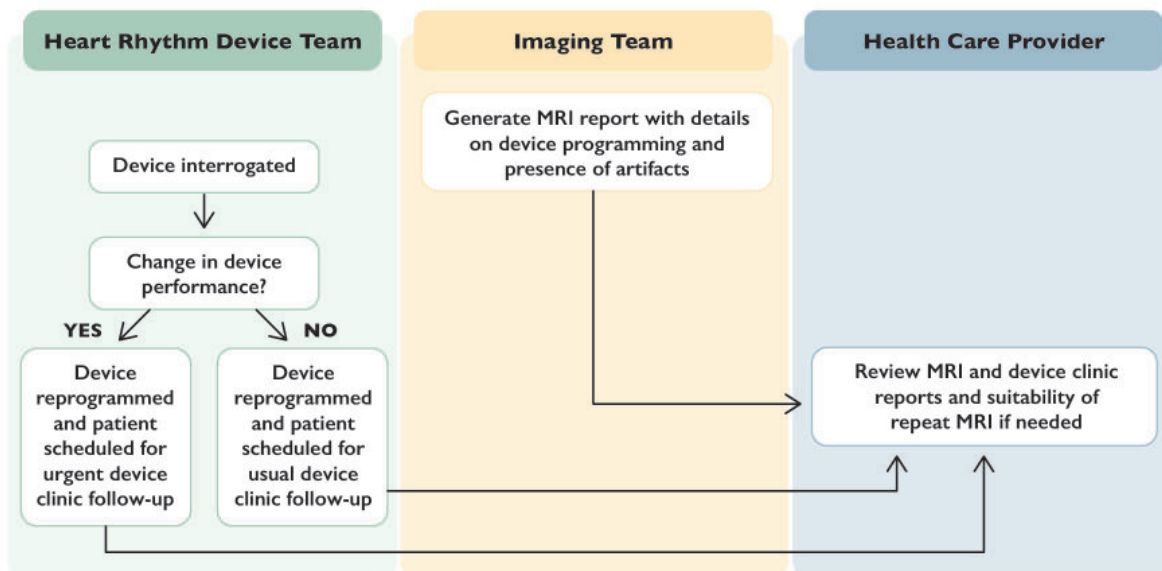 Heart Rhythm Device Team
Imaging Team
Health Care Provider
Generate MRI report with details
on device programming and
presence of artifacts
Device interrogated
Change in device
performance?
YES
NO
Device
reprogrammed
and patient
scheduled for
urgent device
clinic follow-up
Device
reprogrammed
and patient
scheduled for
usual device
clinic follow-up
Review MRI and device clinic
reports and suitability of
repeat MRI if needed